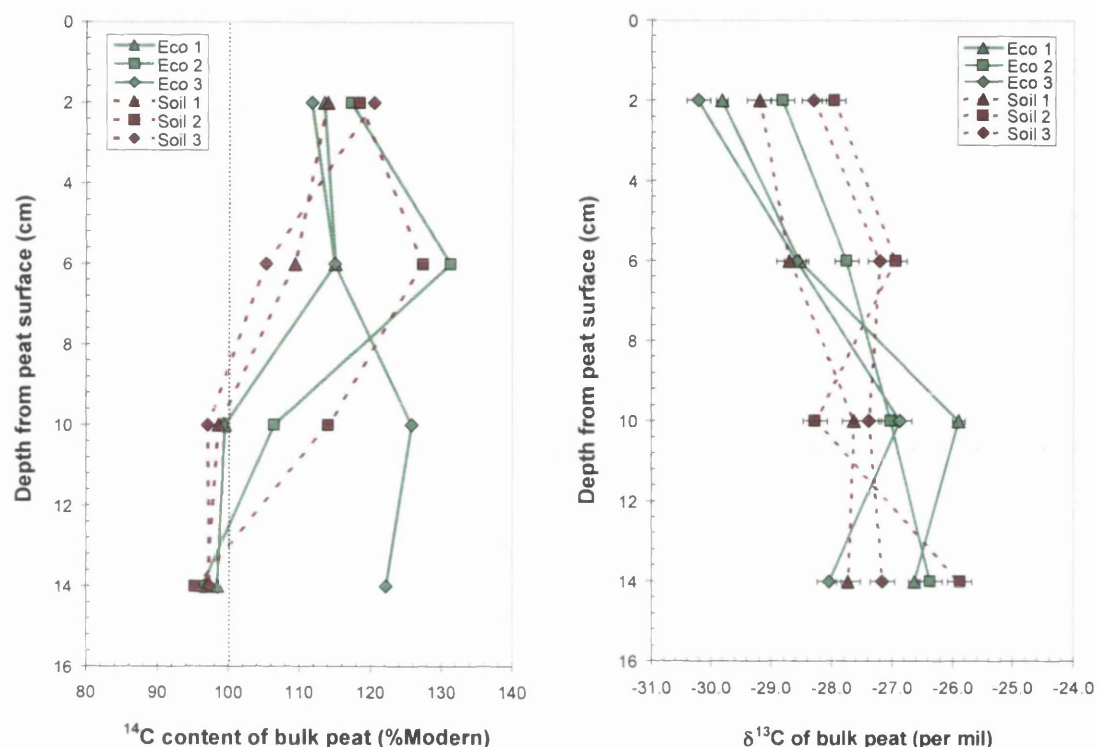 0
2
4
6
8
10
12
14
16
Depth from peat surface (cm)
80 90 100 110 120 130 140
¹⁴C content of bulk peat (%Modern)
Eco 1
Eco 2
Eco 3
Soil 1
Soil 2
Soil 3
0
2
4
6
8
10
12
14
16
Depth from peat surface (cm)
-31.0 -30.0 -29.0 -28.0 -27.0 -26.0 -25.0 -24.0
δ¹³C of bulk peat (per mil)
Eco 1
Eco 2
Eco 3
Soil 1
Soil 2
Soil 3